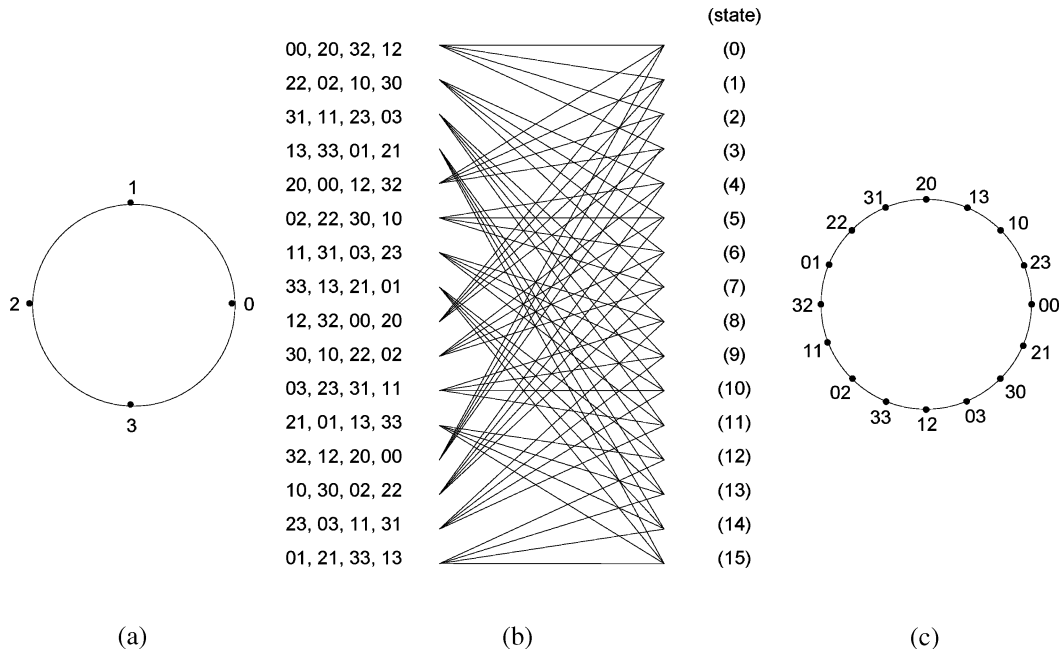 (state)
00, 20, 32, 12 (0)
22, 02, 10, 30 (1)
31, 11, 23, 03 (2)
13, 33, 01, 21 (3)
20, 00, 12, 32 (4)
02, 22, 30, 10 (5)
11, 31, 03, 23 (6)
33, 13, 21, 01 (7)
12, 32, 00, 20 (8)
30, 10, 22, 02 (9)
03, 23, 31, 11 (10)
21, 01, 13, 33 (11)
32, 12, 20, 00 (12)
10, 30, 02, 22 (13)
23, 03, 11, 31 (14)
01, 21, 33, 13 (15)
1
2
0
3
20
31
13
22
10
01
23
32
00
11
21
02
30
33
03
12
(a)
(b)
(c)